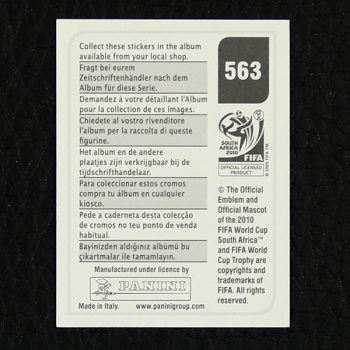 Collect these stickers in the album
available from your local shop.
Fragt bei eurem
Zeitschriftenhändler nach dem
Album für diese Serie.
Demandez à votre détaillant l'Album
pour la collection de ces images.
Chiedete al vostro rivenditore
l'album per la raccolta di queste
figurine.
Het album en de andere
plaatjes zijn verkrijgbaar bij de
tijdschrifthandelaar.
Para coleccionar estos cromos
compra tu álbum en cualquier
kiosco.
Pede a caderneta desta colecção
de cromos no teu ponto de venda
habitual.
Bayinizden aldığınız albümü bu
çıkartmalar ile tamamlayın.
Manufactured under licence by
PANINI
Made in Italy. www.paninigroup.com
563
SOUTH AFRICA
2010
FIFA
© 2009 FIFA TM
OFFICIAL LICENSED
PRODUCT
© The Official
Emblem and
Official Mascot
of the 2010
FIFA World Cup
South Africa™
and FIFA World
Cup Trophy are
copyrights and
trademarks of
FIFA. All rights
reserved.